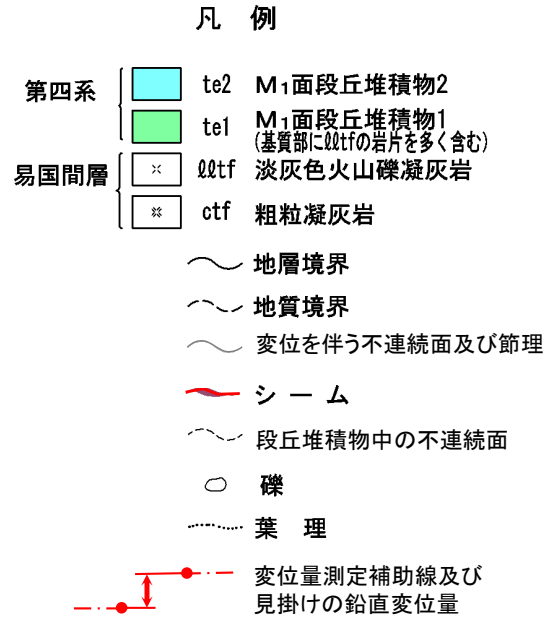 凡 例
第四系
te2 M1面段丘堆積物2
te1 M1面段丘堆積物1
(基質部にℓℓtfの岩片を多く含む)
易国間層
ℓℓtf 淡灰色火山礫凝灰岩
ctf 粗粒凝灰岩
地層境界
地質境界
変位を伴う不連続面及び節理
シーム
段丘堆積物中の不連続面
礫
葉 理
変位量測定補助線及び
見掛けの鉛直変位量